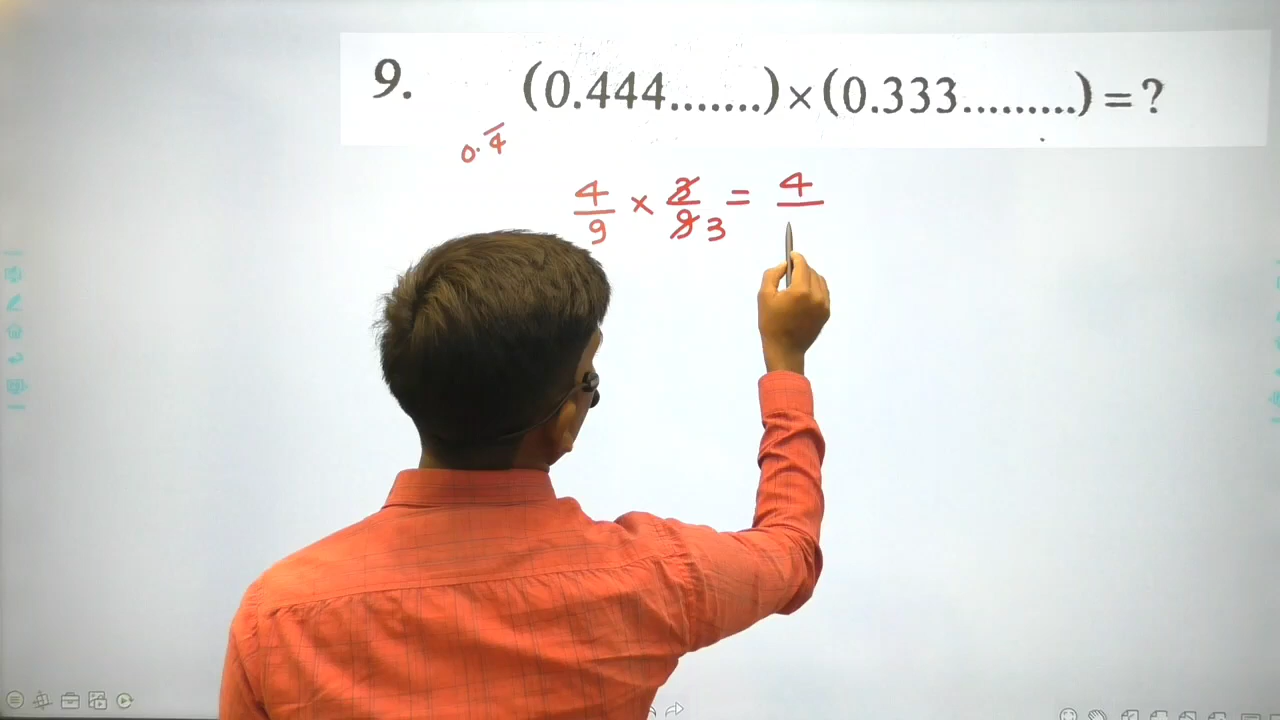 9. (0.444.......)×(0.333.........)=?
0.4̅
4/9 × 3/9 3 = 4/